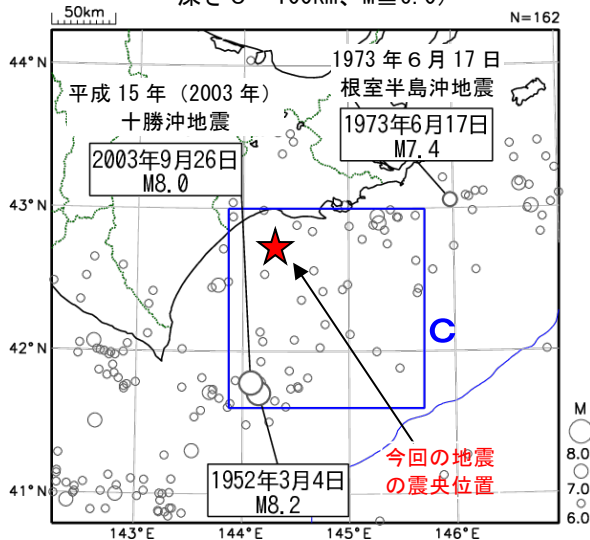 深さ0~100km、M≧6.0)
50km
N=162
44°N
43°N
42°N
41°N
1973年6月17日
根室半島沖地震
1973年6月17日
M7.4
平成15年(2003年)
十勝沖地震
2003年9月26日
M8.0
C
今回の地震
の震央位置
1952年3月4日
M8.2
M
8.0
7.0
6.0
143°E
144°E
145°E
146°E